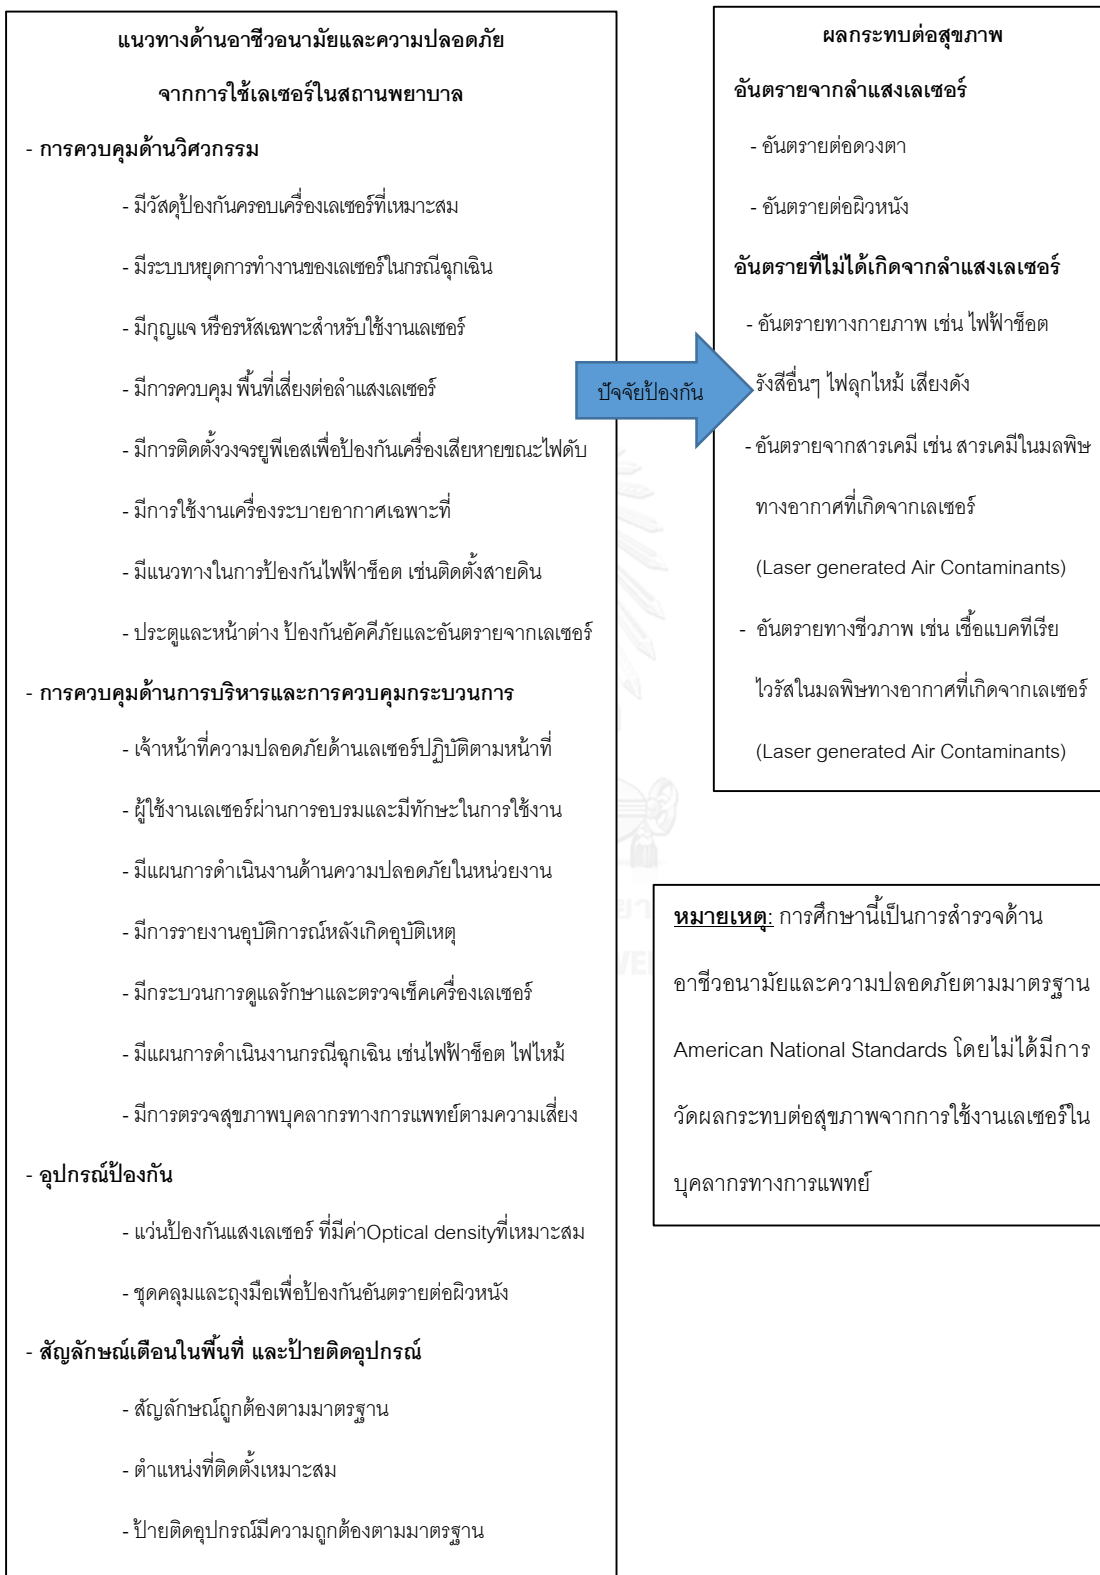 แนวทางด้านอาชีวอนามัยและความปลอดภัย
จากการใช้เลเซอร์ในสถานพยาบาล
- การควบคุมด้านวิศวกรรม
- มีวัสดุป้องกันครอบเครื่องเลเซอร์ที่เหมาะสม
- มีระบบหยุดการทำงานของเลเซอร์ในกรณีฉุกเฉิน
- มีกุญแจ หรือรหัสเฉพาะสำหรับใช้งานเลเซอร์
- มีการควบคุม พื้นที่เสี่ยงต่อลำแสงเลเซอร์
- มีการติดตั้งวงจรยูพีเอสเพื่อป้องกันเครื่องเสียหายขณะไฟดับ
- มีการใช้งานเครื่องระบายอากาศเฉพาะที่
- มีแนวทางในการป้องกันไฟฟ้าช็อต เช่นติดตั้งสายดิน
- ประตูและหน้าต่าง ป้องกันอัคคีภัยและอันตรายจากเลเซอร์
- การควบคุมด้านการบริหารและการควบคุมกระบวนการ
- เจ้าหน้าที่ความปลอดภัยด้านเลเซอร์ปฏิบัติตามหน้าที่
- ผู้ใช้งานเลเซอร์ผ่านการอบรมและมีทักษะในการใช้งาน
- มีแผนการดำเนินงานด้านความปลอดภัยในหน่วยงาน
- มีการรายงานอุบัติการณ์หลังเกิดอุบัติเหตุ
- มีกระบวนการดูแลรักษาและตรวจเช็คเครื่องเลเซอร์
- มีแผนการดำเนินงานกรณีฉุกเฉิน เช่นไฟฟ้าช็อต ไฟไหม้
- มีการตรวจสุขภาพบุคลากรทางการแพทย์ตามความเสี่ยง
- อุปกรณ์ป้องกัน
- แว่นป้องกันแสงเลเซอร์ ที่มีค่าOptical densityที่เหมาะสม
- ชุดคลุมและถุงมือเพื่อป้องกันอันตรายต่อผิวหนัง
- สัญลักษณ์เตือนในพื้นที่ และป้ายติดอุปกรณ์
- สัญลักษณ์ถูกต้องตามมาตรฐาน
- ตำแหน่งที่ติดตั้งเหมาะสม
- ป้ายติดอุปกรณ์มีความถูกต้องตามมาตรฐาน
ปัจจัยป้องกัน
ผลกระทบต่อสุขภาพ
อันตรายจากลำแสงเลเซอร์
- อันตรายต่อดวงตา
- อันตรายต่อผิวหนัง
อันตรายที่ไม่ได้เกิดจากลำแสงเลเซอร์
- อันตรายทางกายภาพ เช่น ไฟฟ้าช็อต
รังสีอื่นๆ ไฟลุกไหม้ เสียงดัง
- อันตรายจากสารเคมี เช่น สารเคมีในมลพิษ
ทางอากาศที่เกิดจากเลเซอร์
(Laser generated Air Contaminants)
- อันตรายทางชีวภาพ เช่น เชื้อแบคทีเรีย
ไวรัสในมลพิษทางอากาศที่เกิดจากเลเซอร์
(Laser generated Air Contaminants)
หมายเหตุ: การศึกษานี้เป็นการสำรวจด้าน
อาชีวอนามัยและความปลอดภัยตามมาตรฐาน
American National Standards โดยไม่ได้มีการ
วัดผลกระทบต่อสุขภาพจากการใช้งานเลเซอร์ใน
บุคลากรทางการแพทย์